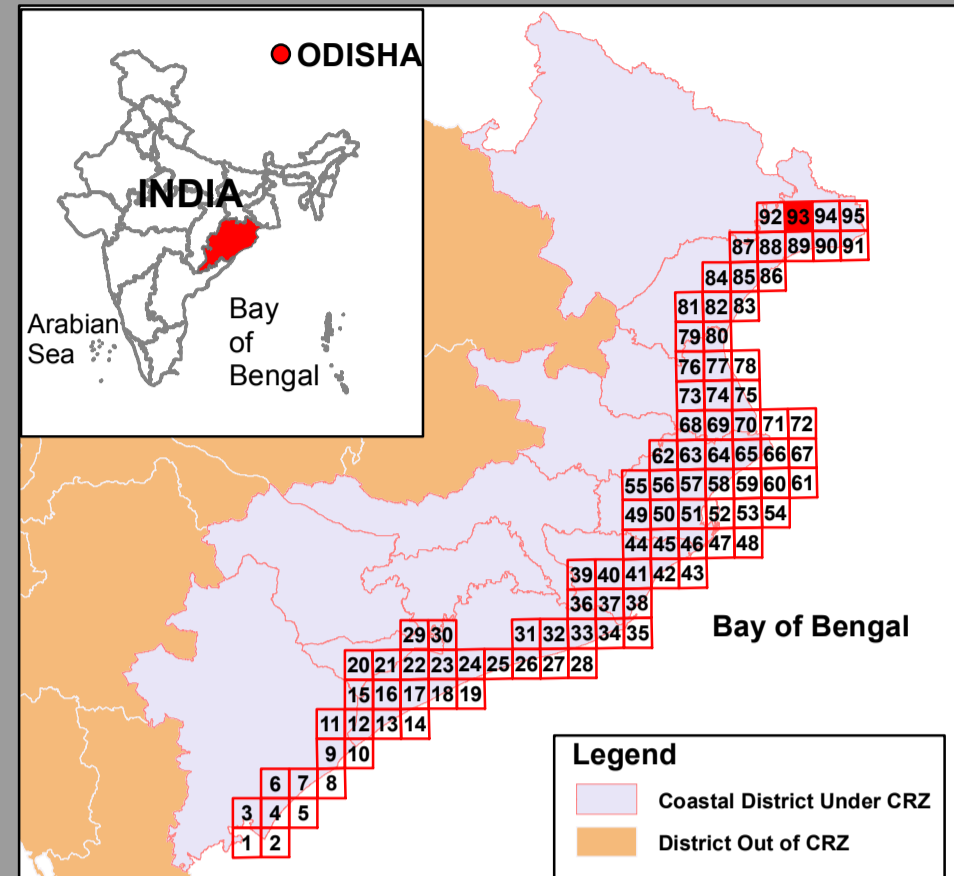 ODISHA
INDIA
Arabian
Sea
Bay
of
Bengal
92 93 94 95
87 88 89 90 91
84 85 86
81 82 83
79 80
76 77 78
73 74 75
68 69 70 71 72
62 63 64 65 66 67
55 56 57 58 59 60 61
49 50 51 52 53 54
44 45 46 47 48
39 40 41 42 43
36 37 38
Bay of Bengal
29 30 31 32 33 34 35
20 21 22 23 24 25 26 27 28
15 16 17 18 19
11 12 13 14
9 10
6 7 8
3 4 5
1 2
Legend
Coastal District Under CRZ
District Out of CRZ